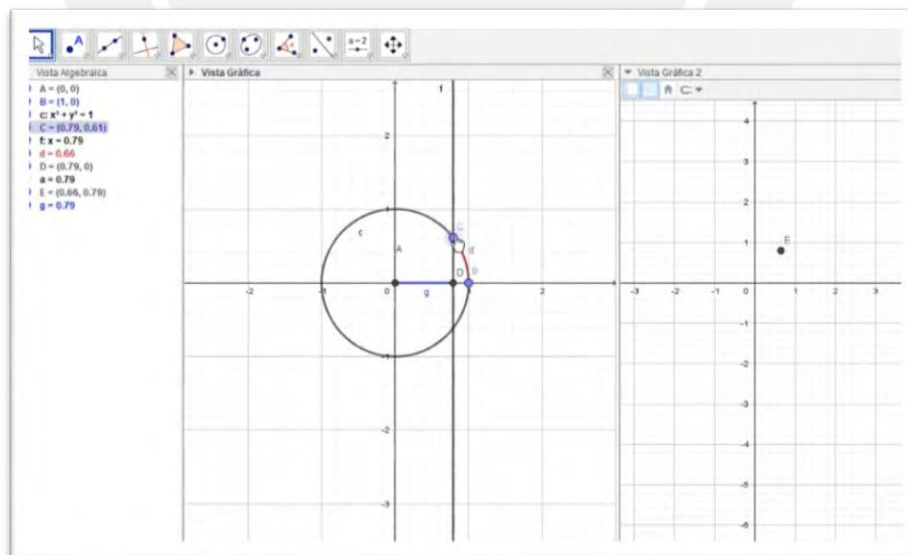 a=2
Vista Algebraica
Vista Gráfica
Vista Gráfica 2
A = (0, 0)
B = (1, 0)
c: x² + y² = 1
C = (0.79, 0.61)
f: x = 0.79
d = 0.66
D = (0.79, 0)
a = 0.79
E = (0.66, 0.79)
g = 0.79
f
2
1
c
A
C
d
D
B
g
-2
-1
0
1
2
-1
-2
-3
C:
4
3
2
1
E
-3
-2
-1
0
1
2
3
-1
-2
-3
-4
-5
-6